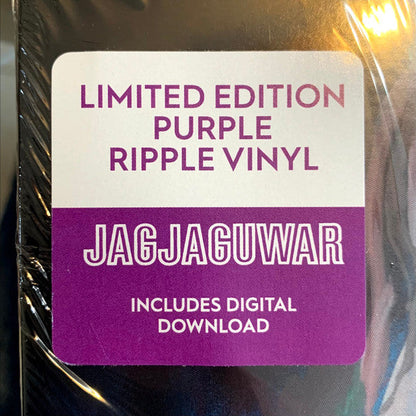 LIMITED EDITION
PURPLE
RIPPLE VINYL
JAGJAGUWAR
INCLUDES DIGITAL
DOWNLOAD